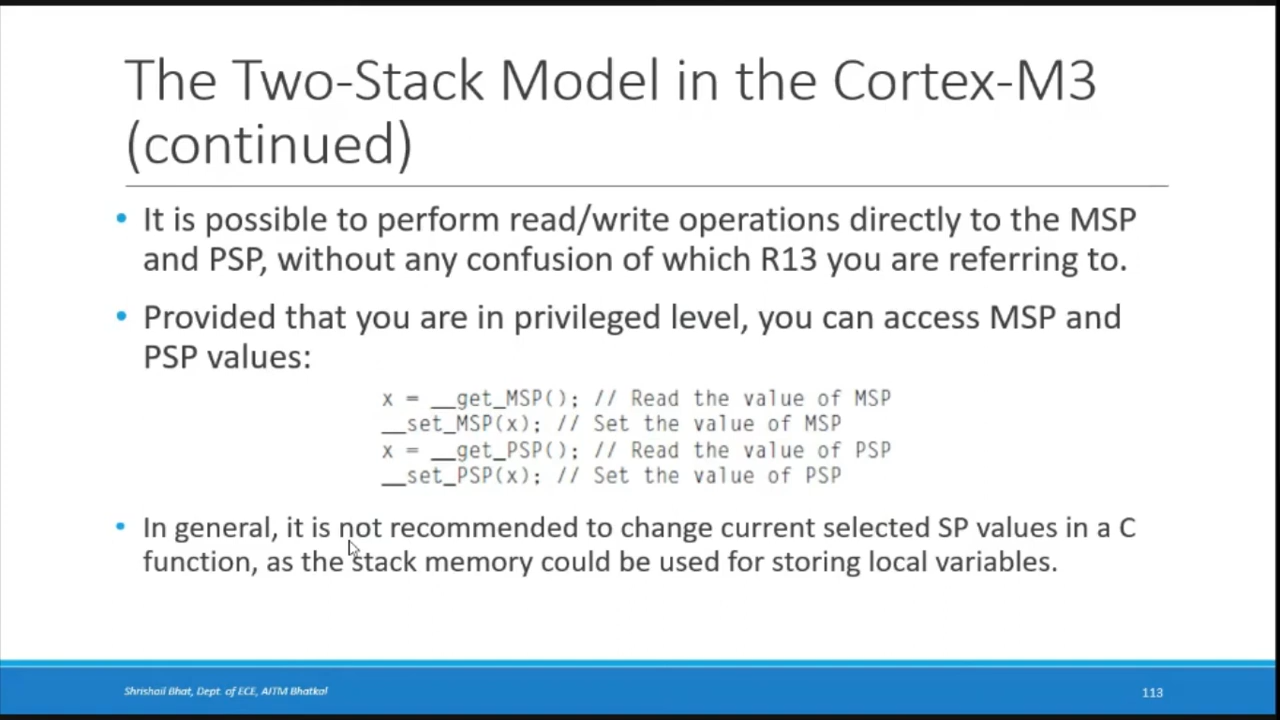 The Two-Stack Model in the Cortex-M3
(continued)
• It is possible to perform read/write operations directly to the MSP
and PSP, without any confusion of which R13 you are referring to.
• Provided that you are in privileged level, you can access MSP and
PSP values:
x = __get_MSP(); // Read the value of MSP
__set_MSP(x); // Set the value of MSP
x = __get_PSP(); // Read the value of PSP
__set_PSP(x); // Set the value of PSP
• In general, it is not recommended to change current selected SP values in a C
function, as the stack memory could be used for storing local variables.
Shrishail Bhat, Dept. of ECE, AITM Bhatkal
113